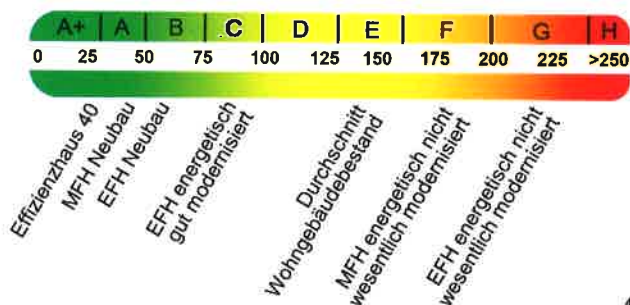 A+ A B C D E F G H
0 25 50 75 100 125 150 175 200 225 >250
Effizienzhaus 40
MFH Neubau
EFH Neubau
EFH energetisch
gut modernisiert
Durchschnitt
Wohngebäudebestand
MFH energetisch nicht
wesentlich modernisiert
EFH energetisch nicht
wesentlich modernisiert